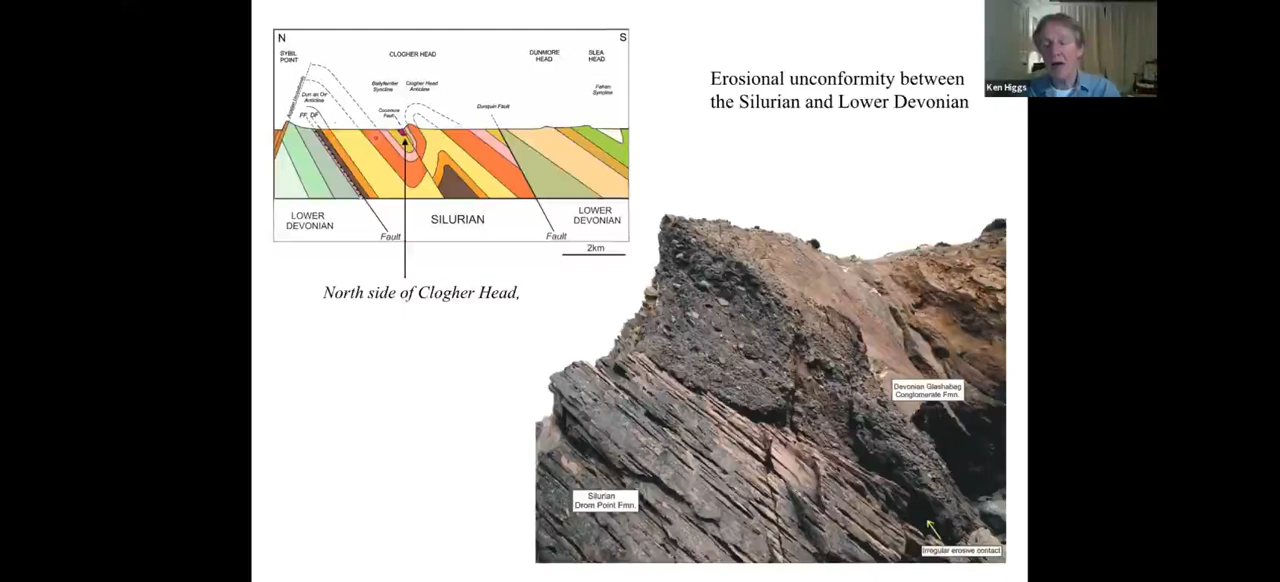 N
S
SYBIL
POINT
CLOGHER HEAD
DUNMORE
HEAD
SLEA
HEAD
Ballyferriter
Syncline
Clogher Head
Anticline
Fahan
Syncline
Dun an Oir
Anticline
FF, DF
Fault
Dunquin Fault
LOWER
DEVONIAN
SILURIAN
LOWER
DEVONIAN
Fault
Fault
2km
North side of Clogher Head,
Erosional unconformity between
the Silurian and Lower Devonian
Ken Higgs
Devonian Glashabeg
Conglomerate Fmn.
Silurian
Drom Point Fmn.
Irregular erosive contact